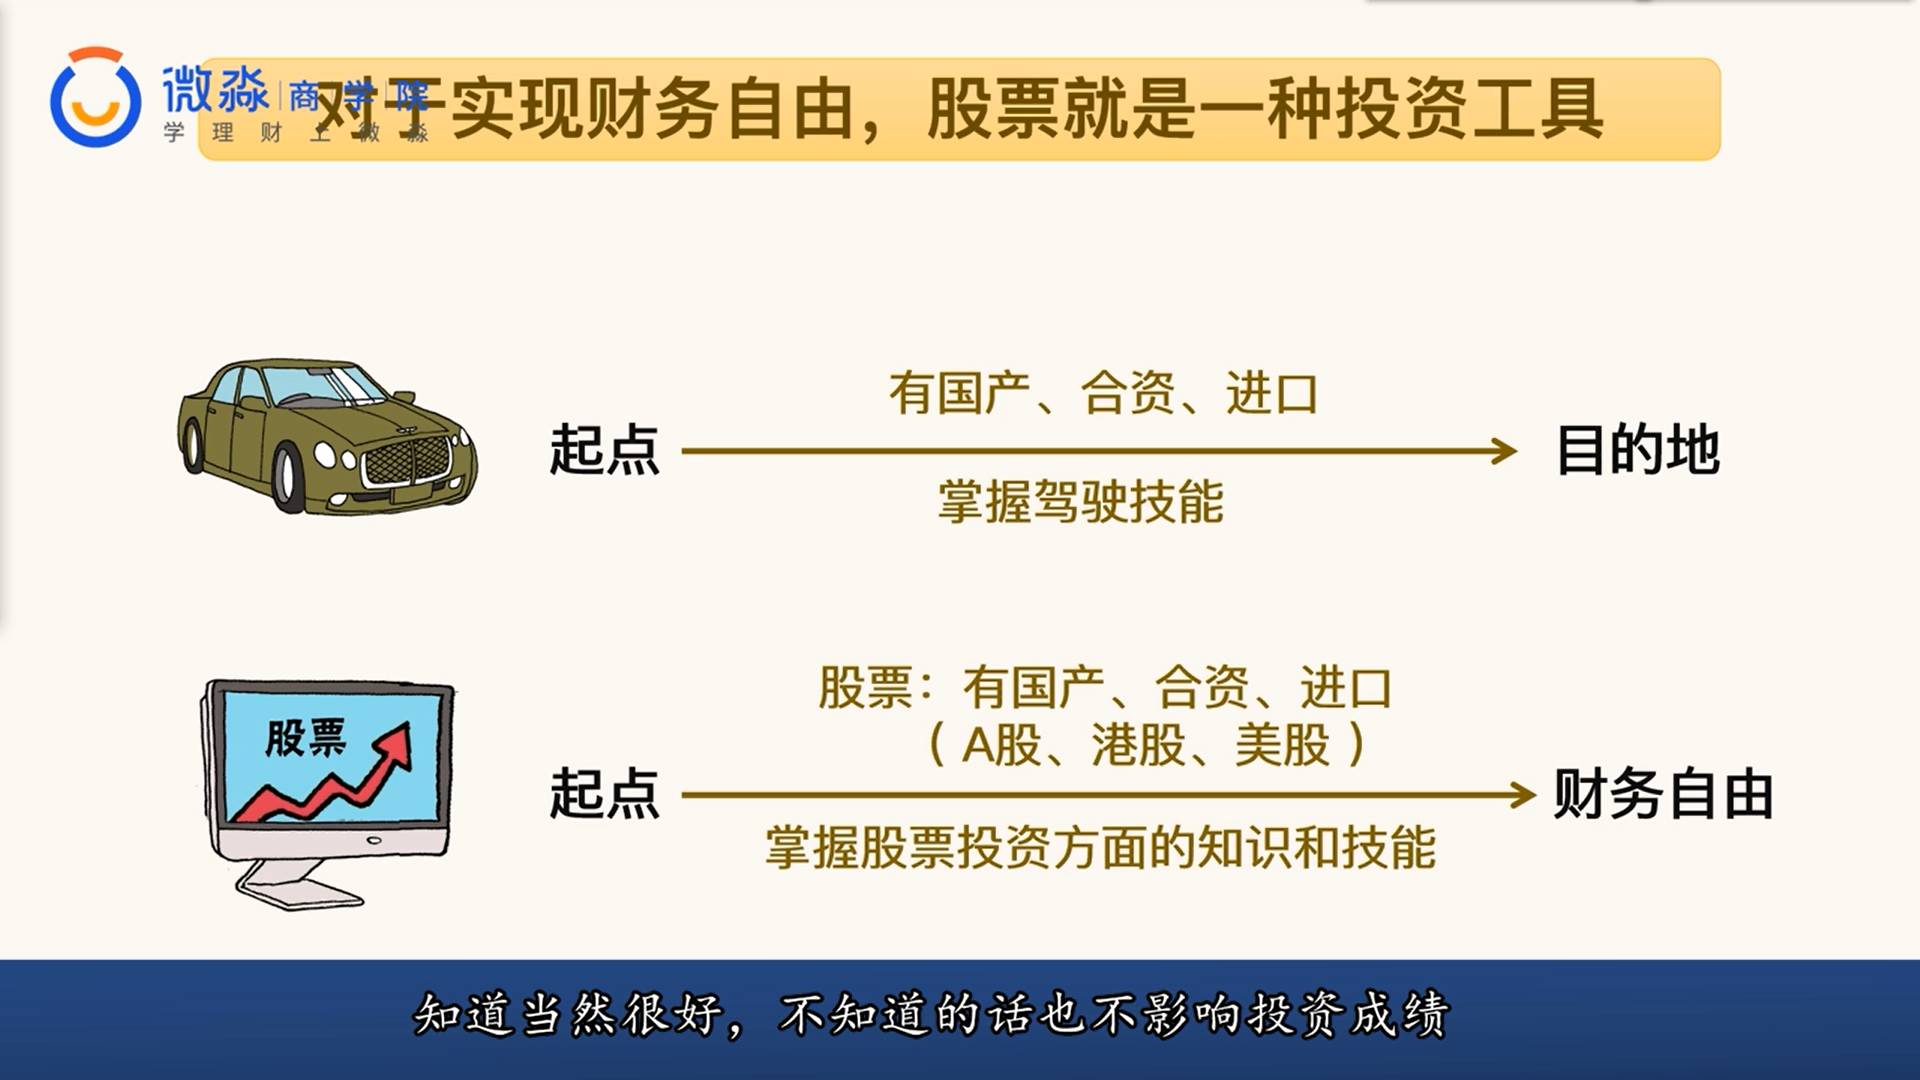 微淼 商学院
学理财上微淼
对于实现财务自由，股票就是一种投资工具
有国产、合资、进口
起点
目的地
掌握驾驶技能
股票：有国产、合资、进口
（A股、港股、美股）
股票
起点
财务自由
掌握股票投资方面的知识和技能
知道当然很好，不知道的话也不影响投资成绩